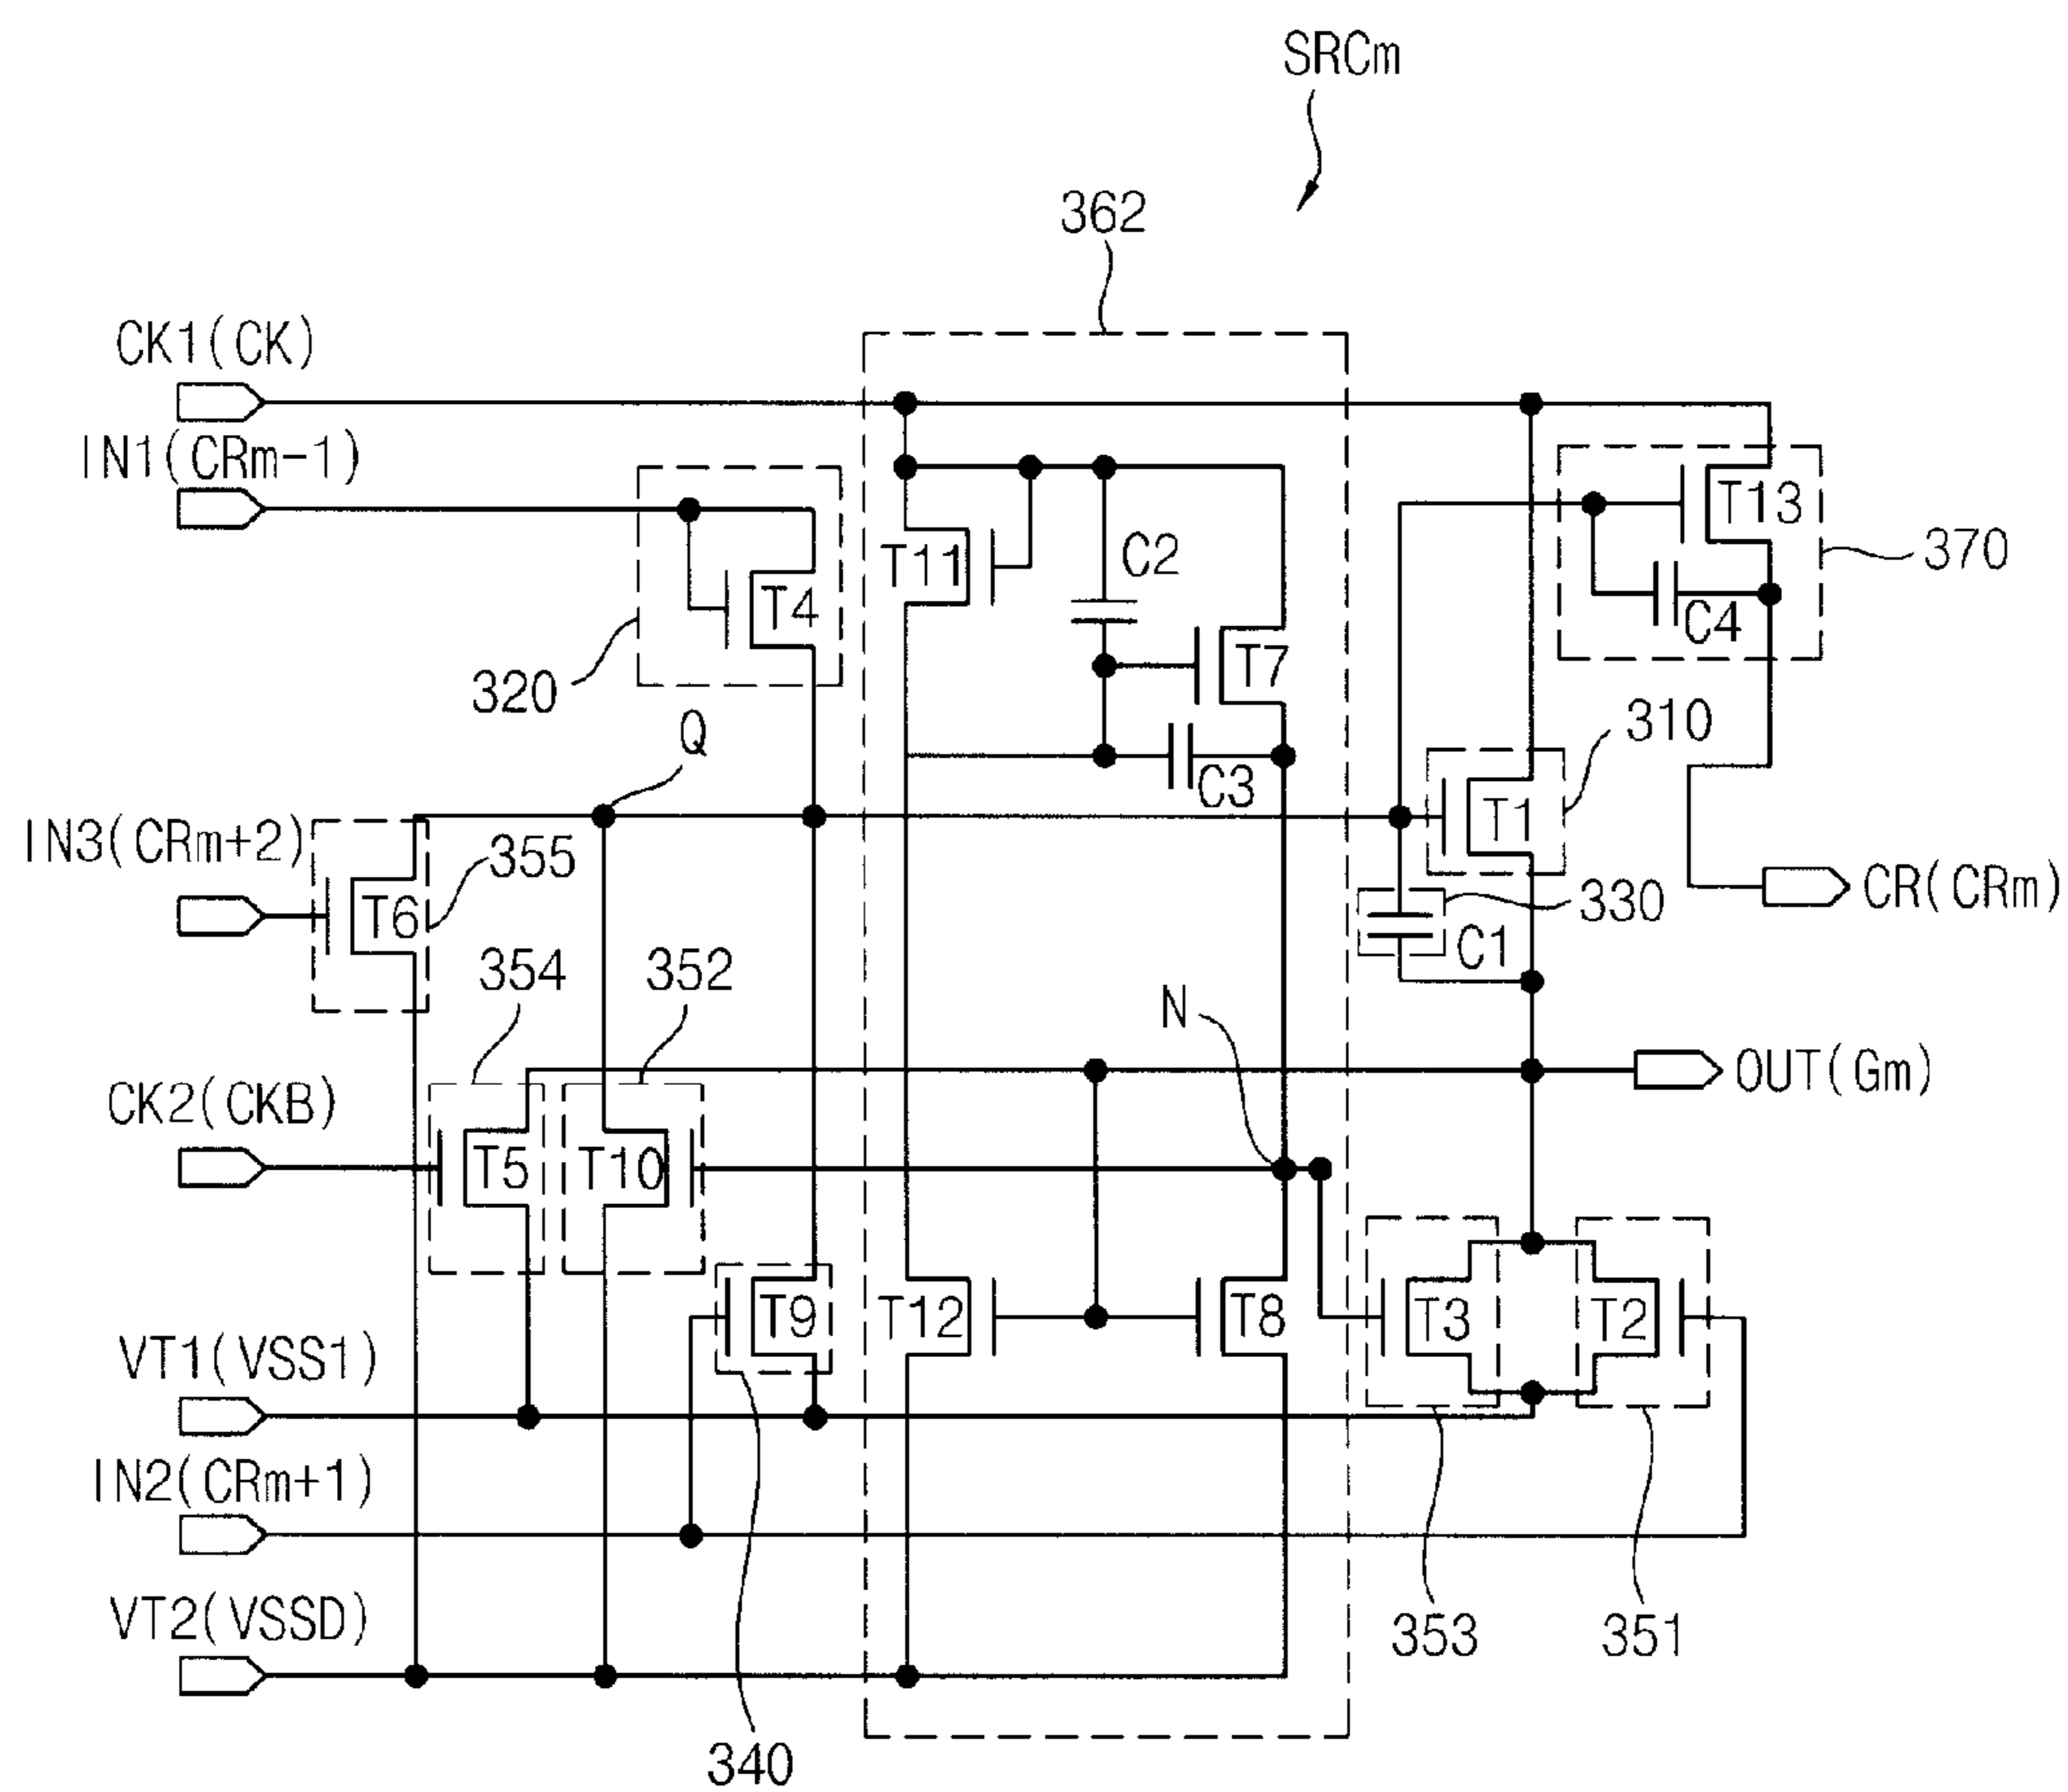 SRCm
362
CK1(CK)
IN1(CRm-1)
T13
T11
C2
370
T4
C4
T7
320
310
Q
C3
T1
IN3(CRm+2)
355
T6
330
CR(CRm)
C1
354
352
N
OUT(Gm)
CK2(CKB)
T5
T10
T9
T12
T8
T3
T2
VT1(VSS1)
IN2(CRm+1)
VT2(VSSD)
353
351
340